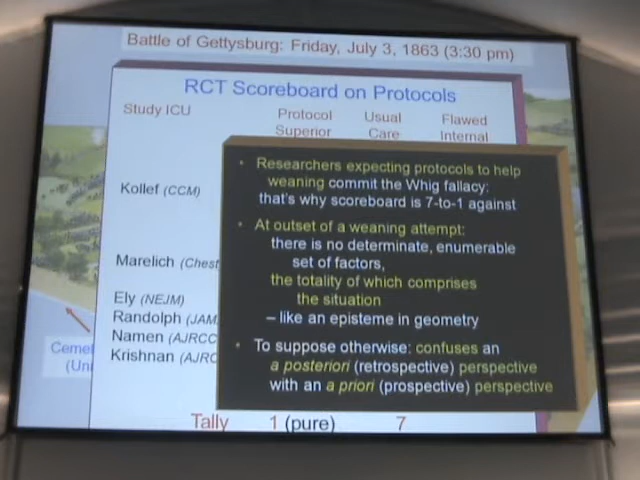 Battle of Gettysburg: Friday, July 3, 1863 (3:30 pm)
RCT Scoreboard on Protocols
Study ICU
Protocol Superior
Usual Care
Flawed Internal
Kollef (CCM)
Marelich (Chest
Ely (NEJM)
Randolph (JAM
Namen (AJRCC
Krishnan (AJRC
• Researchers expecting protocols to help
weaning commit the Whig fallacy:
that's why scoreboard is 7-to-1 against
• At outset of a weaning attempt:
there is no determinate, enumerable
set of factors,
the totality of which comprises
the situation
– like an episteme in geometry
• To suppose otherwise: confuses an
a posteriori (retrospective) perspective
with an a priori (prospective) perspective
Cemet
(Uni
Tally 1 (pure) 7